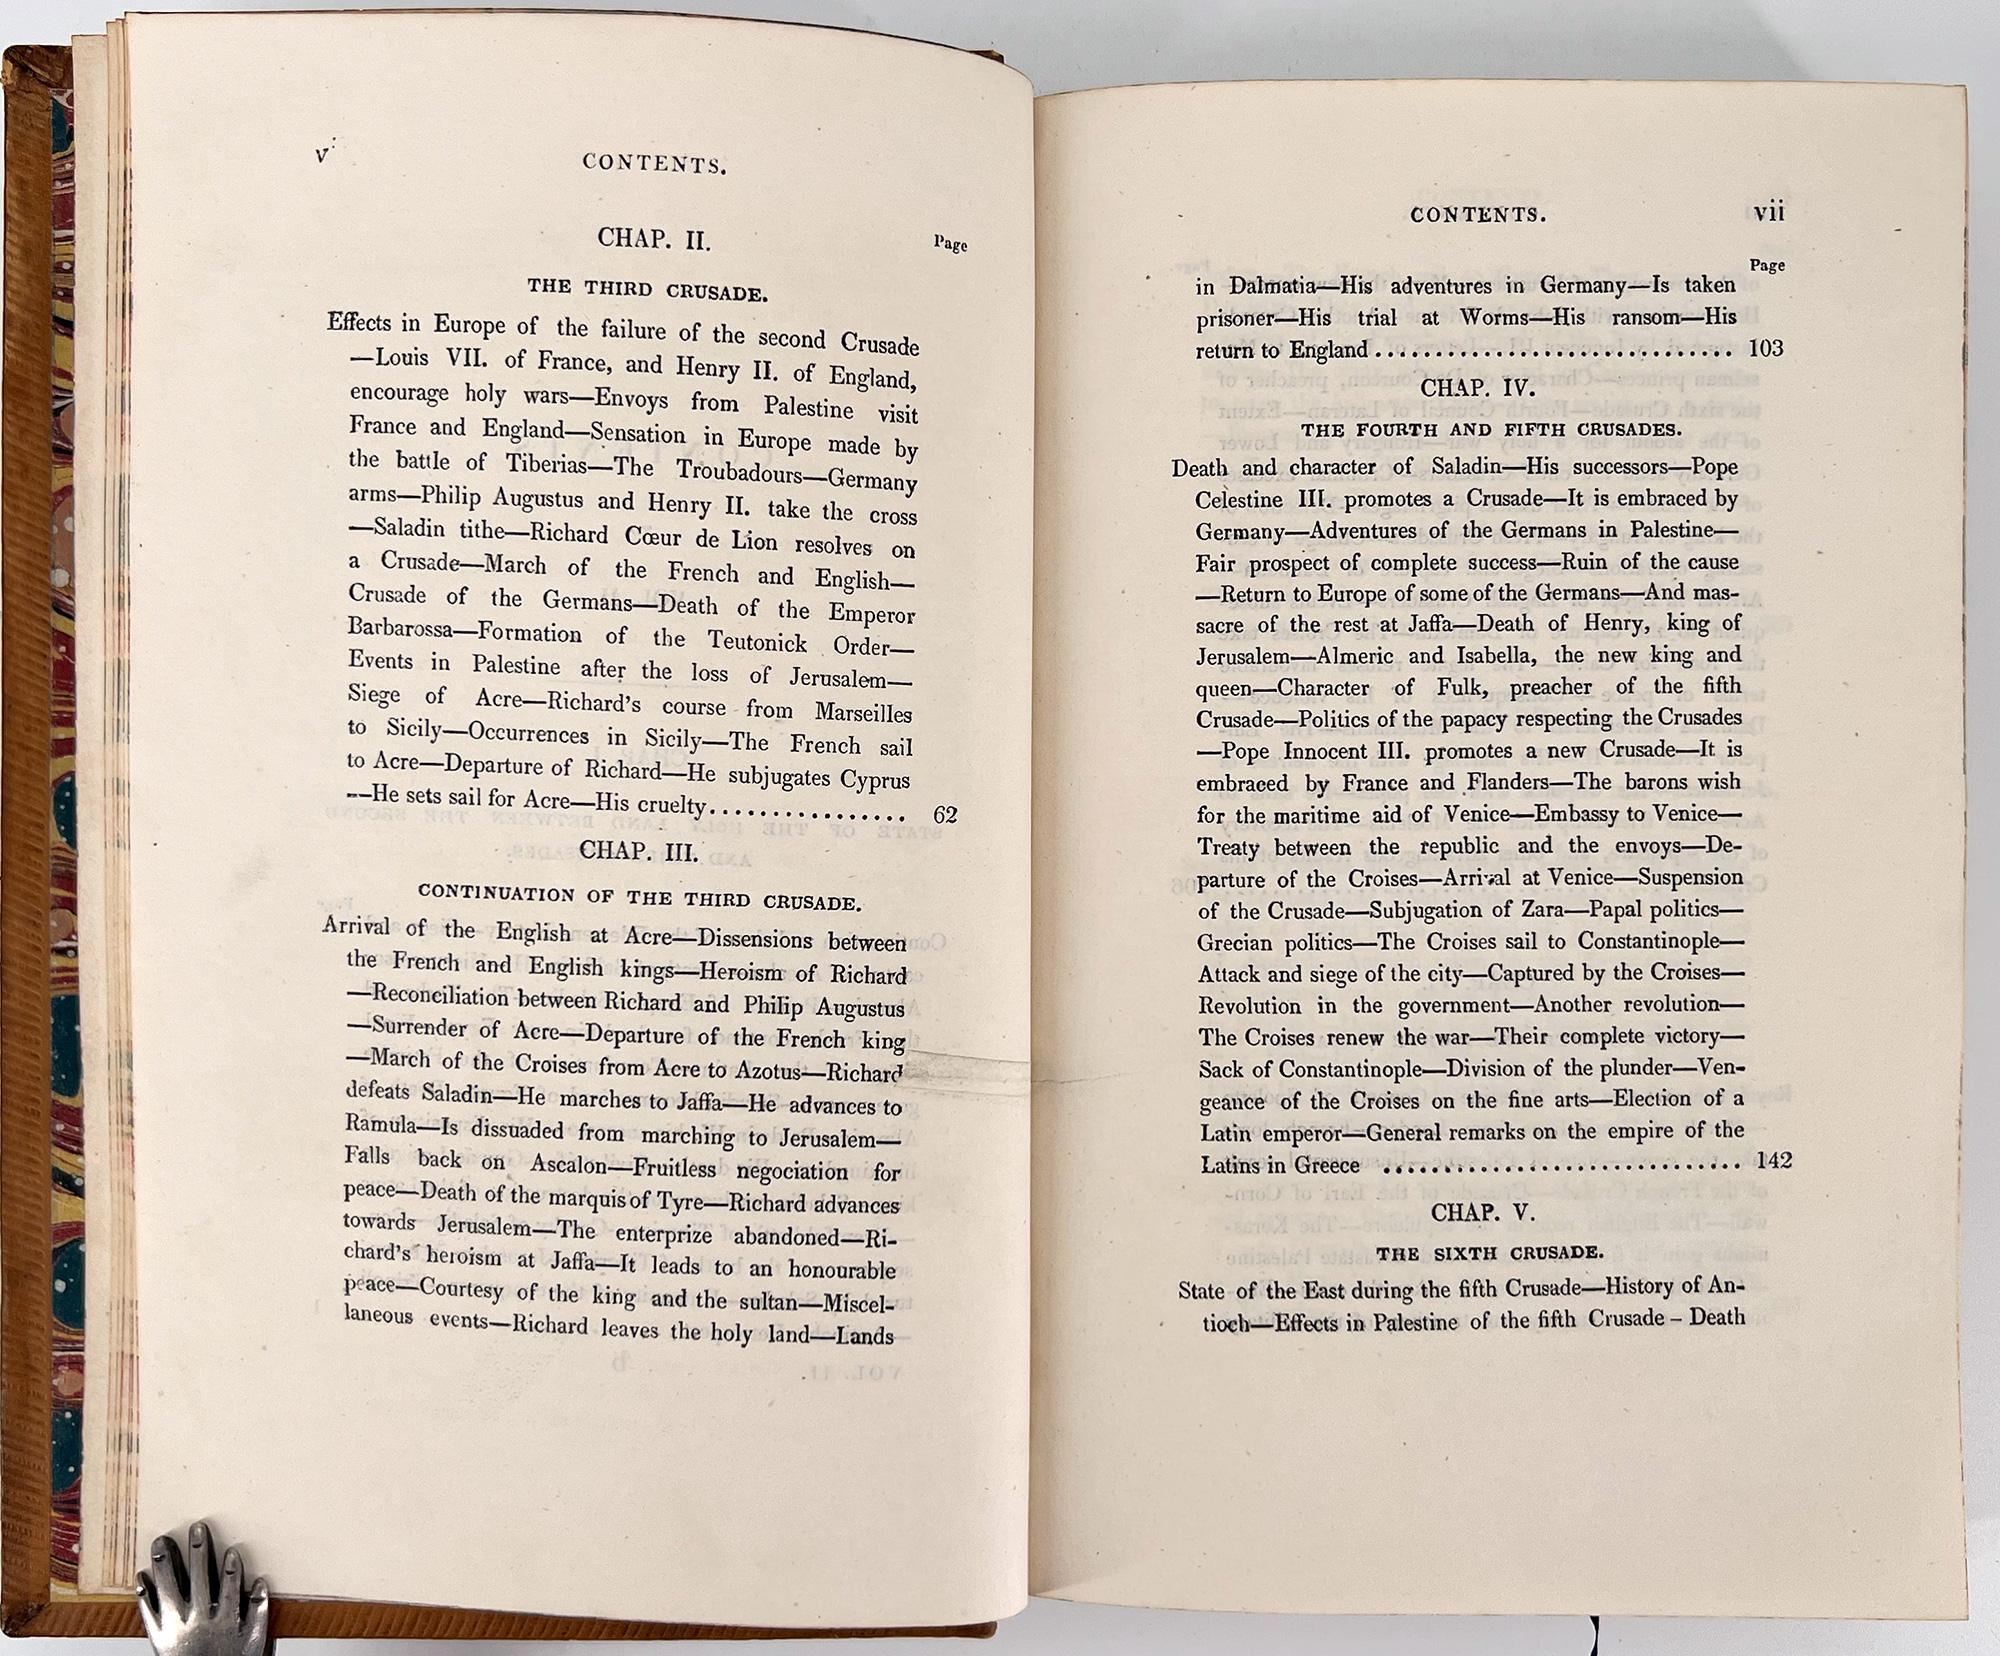 v
CONTENTS.
CHAP. II.
Page
THE THIRD CRUSADE.
Effects in Europe of the failure of the second Crusade
—Louis VII. of France, and Henry II. of England,
encourage holy wars—Envoys from Palestine visit
France and England—Sensation in Europe made by
the battle of Tiberias—The Troubadours—Germany
arms—Philip Augustus and Henry II. take the cross
—Saladin tithe—Richard Cœur de Lion resolves on
a Crusade—March of the French and English—
Crusade of the Germans—Death of the Emperor
Barbarossa—Formation of the Teutonick Order—
Events in Palestine after the loss of Jerusalem—
Siege of Acre—Richard's course from Marseilles
to Sicily—Occurrences in Sicily—The French sail
to Acre—Departure of Richard—He subjugates Cyprus
—He sets sail for Acre—His cruelty................ 62
CHAP. III.
CONTINUATION OF THE THIRD CRUSADE.
Arrival of the English at Acre—Dissensions between
the French and English kings—Heroism of Richard
—Reconciliation between Richard and Philip Augustus
—Surrender of Acre—Departure of the French king
—March of the Croises from Acre to Azotus—Richard
defeats Saladin—He marches to Jaffa—He advances to
Ramula—Is dissuaded from marching to Jerusalem—
Falls back on Ascalon—Fruitless negociation for
peace—Death of the marquis of Tyre—Richard advances
towards Jerusalem—The enterprize abandoned—Ri-
chard's heroism at Jaffa—It leads to an honourable
peace—Courtesy of the king and the sultan—Miscel-
laneous events—Richard leaves the holy land—Lands
CONTENTS. vii
Page
in Dalmatia—His adventures in Germany—Is taken
prisoner—His trial at Worms—His ransom—His
return to England.............................. 103
CHAP. IV.
THE FOURTH AND FIFTH CRUSADES.
Death and character of Saladin—His successors—Pope
Celestine III. promotes a Crusade—It is embraced by
Germany—Adventures of the Germans in Palestine—
Fair prospect of complete success—Ruin of the cause
—Return to Europe of some of the Germans—And mas-
sacre of the rest at Jaffa—Death of Henry, king of
Jerusalem—Almeric and Isabella, the new king and
queen—Character of Fulk, preacher of the fifth
Crusade—Politics of the papacy respecting the Crusades
—Pope Innocent III. promotes a new Crusade—It is
embraced by France and Flanders—The barons wish
for the maritime aid of Venice—Embassy to Venice—
Treaty between the republic and the envoys—De-
parture of the Croises—Arrival at Venice—Suspension
of the Crusade—Subjugation of Zara—Papal politics—
Grecian politics—The Croises sail to Constantinople—
Attack and siege of the city—Captured by the Croises—
Revolution in the government—Another revolution—
The Croises renew the war—Their complete victory—
Sack of Constantinople—Division of the plunder—Ven-
geance of the Croises on the fine arts—Election of a
Latin emperor—General remarks on the empire of the
Latins in Greece .............................. 142
CHAP. V.
THE SIXTH CRUSADE.
State of the East during the fifth Crusade—History of An-
tioch—Effects in Palestine of the fifth Crusade – Death